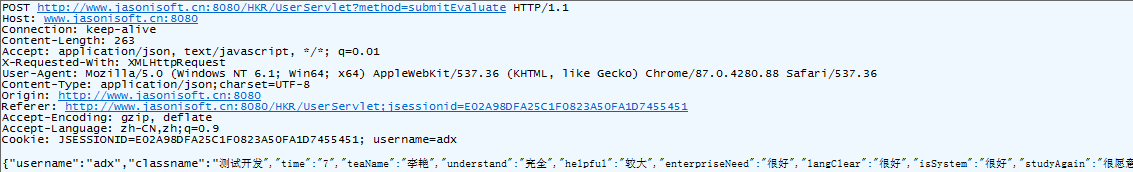 POST http://www.jasonisoft.cn:8080/HKR/UserServlet?method=submitEvaluate HTTP/1.1
Host: www.jasonisoft.cn:8080
Connection: keep-alive
Content-Length: 263
Accept: application/json, text/javascript, */*; q=0.01
X-Requested-With: XMLHttpRequest
User-Agent: Mozilla/5.0 (Windows NT 6.1; Win64; x64) AppleWebKit/537.36 (KHTML, like Gecko) Chrome/87.0.4280.88 Safari/537.36
Content-Type: application/json;charset=UTF-8
Origin: http://www.jasonisoft.cn:8080
Referer: http://www.jasonisoft.cn:8080/HKR/UserServlet;jsessionid=E02A98DFA25C1F0823A50FA1D7455451
Accept-Encoding: gzip, deflate
Accept-Language: zh-CN,zh;q=0.9
Cookie: JSESSIONID=E02A98DFA25C1F0823A50FA1D7455451; username=adx
{"username":"adx","classname":"测试开发","time":"7","teaName":"李艳","understand":"完全","helpful":"较大","enterpriseNeed":"很好","langClear":"很好","isSystem":"很好","studyAgain":"很愿意